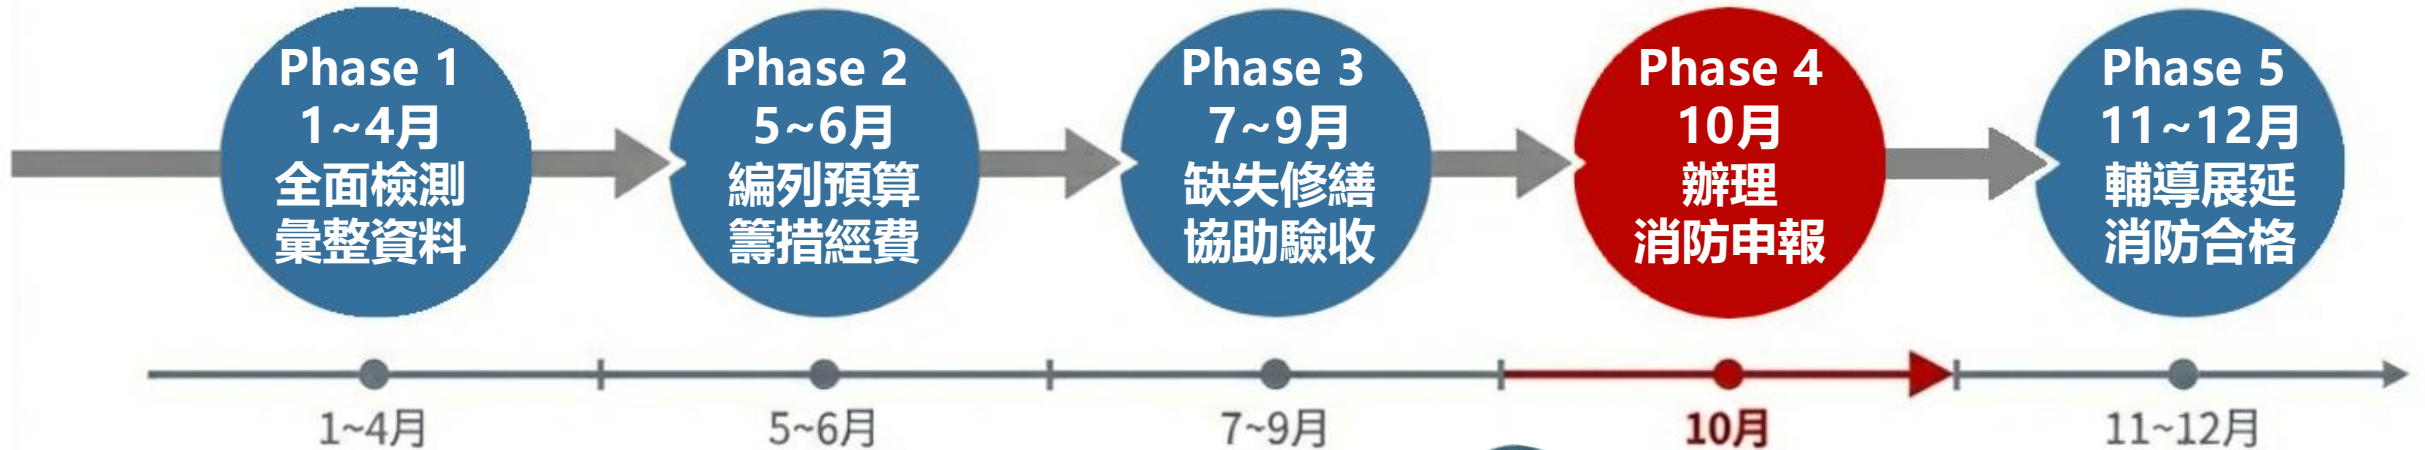 Phase 1
1~4月
全面檢測
彙整資料
Phase 2
5~6月
編列預算
籌措經費
Phase 3
7~9月
缺失修繕
協助驗收
Phase 4
10月
辦理
消防申報
Phase 5
11~12月
輔導展延
消防合格
1~4月
5~6月
7~9月
10月
11~12月